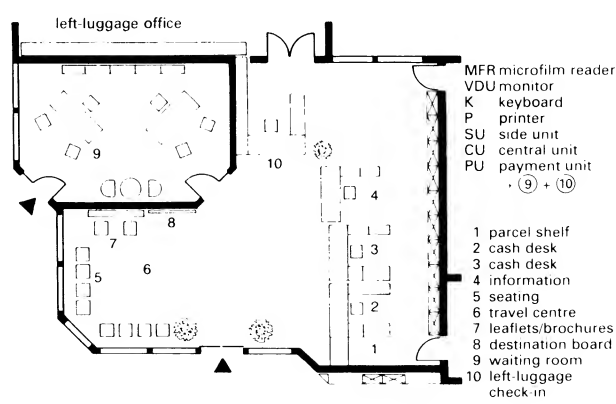 left-luggage office
9
10
8
7
6
5
4
3
2
1
MFR microfilm reader
VDU monitor
K keyboard
P printer
SU side unit
CU central unit
PU payment unit
→ ⑨ + ⑩
1 parcel shelf
2 cash desk
3 cash desk
4 information
5 seating
6 travel centre
7 leaflets/brochures
8 destination board
9 waiting room
10 left-luggage
check-in